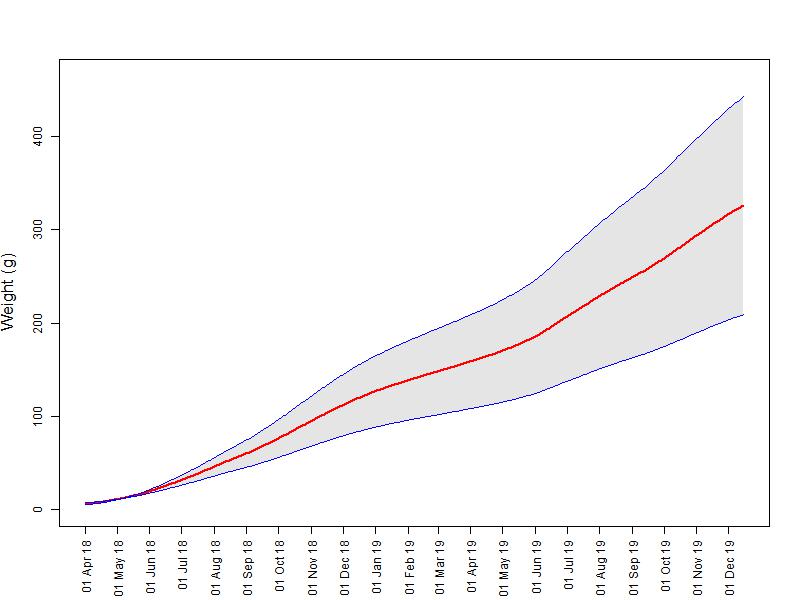 400
300
200
100
0
Weight (g)
01 Apr 18
01 May 18
01 Jun 18
01 Jul 18
01 Aug 18
01 Sep 18
01 Oct 18
01 Nov 18
01 Dec 18
01 Jan 19
01 Feb 19
01 Mar 19
01 Apr 19
01 May 19
01 Jun 19
01 Jul 19
01 Aug 19
01 Sep 19
01 Oct 19
01 Nov 19
01 Dec 19